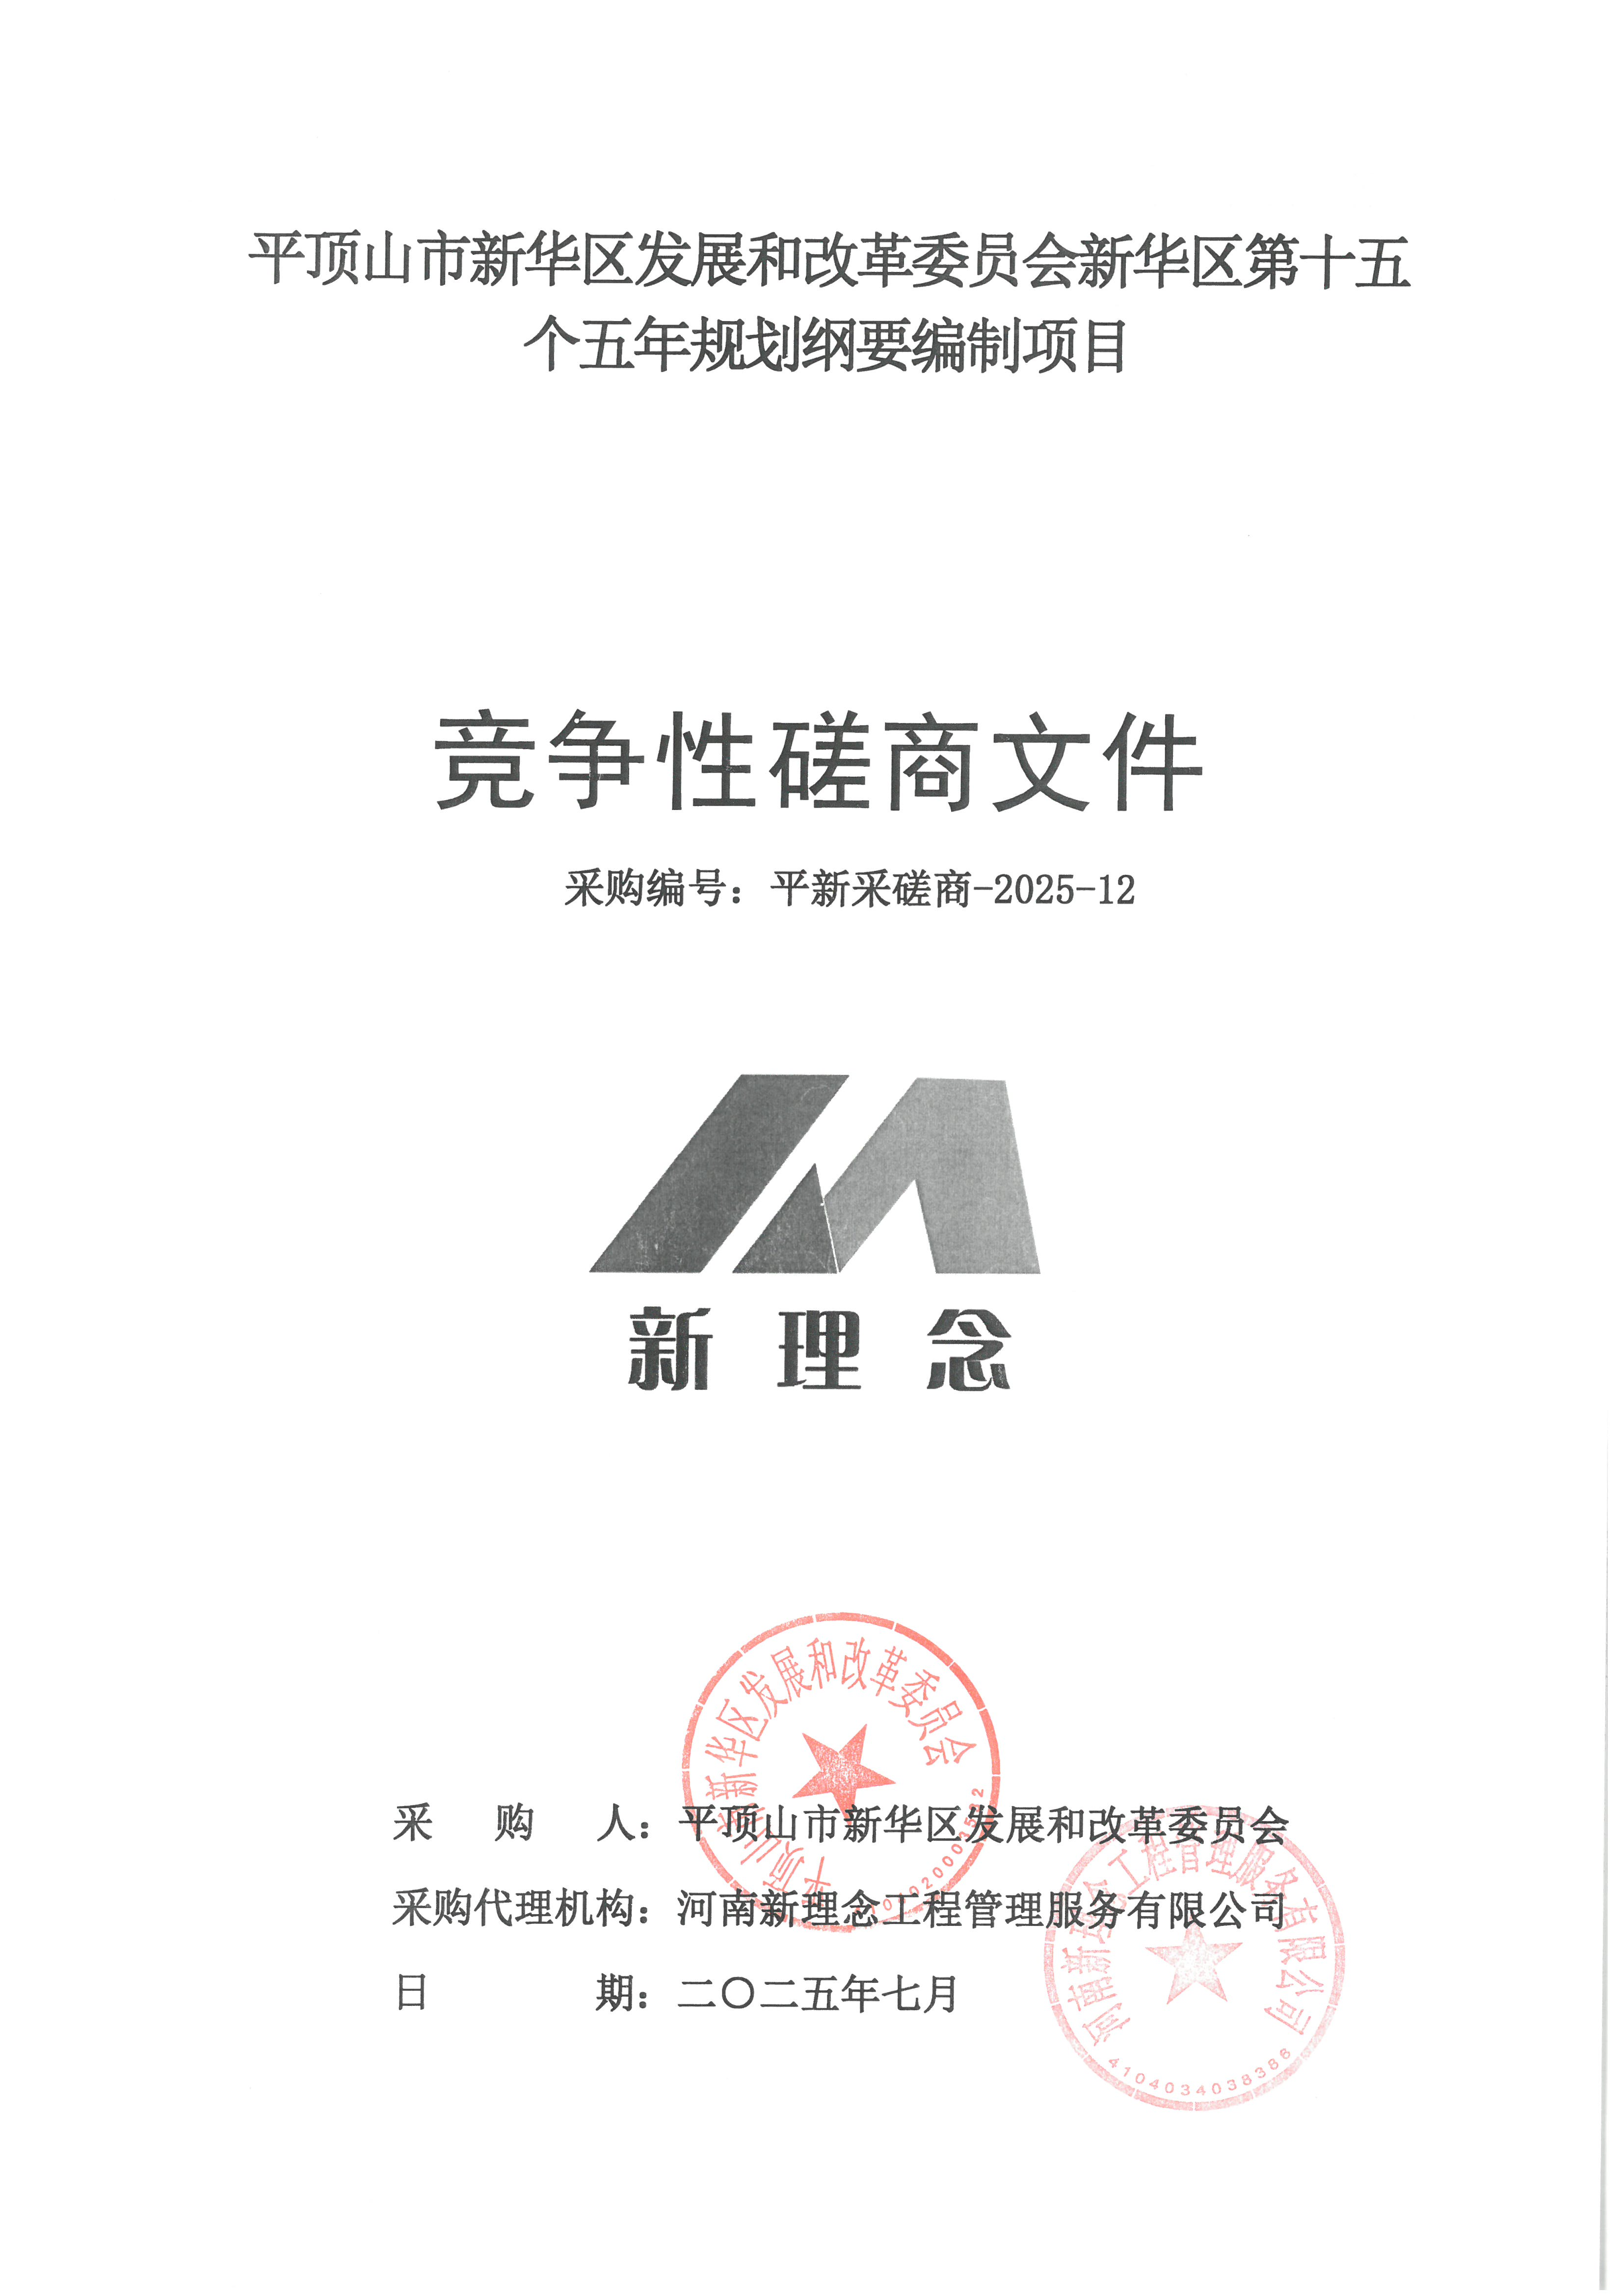 平顶山市新华区发展和改革委员会新华区第十五
个五年规划纲要编制项目
竞争性磋商文件
采购编号：平新采磋商-2025-12
新理念
平顶山市新华区发展和改革委员会
采购人：平顶山市新华区发展和改革委员会
采购代理机构：河南新理念工程管理服务有限公司
日期：二〇二五年七月
河南新理念工程管理服务有限公司
4104034038386